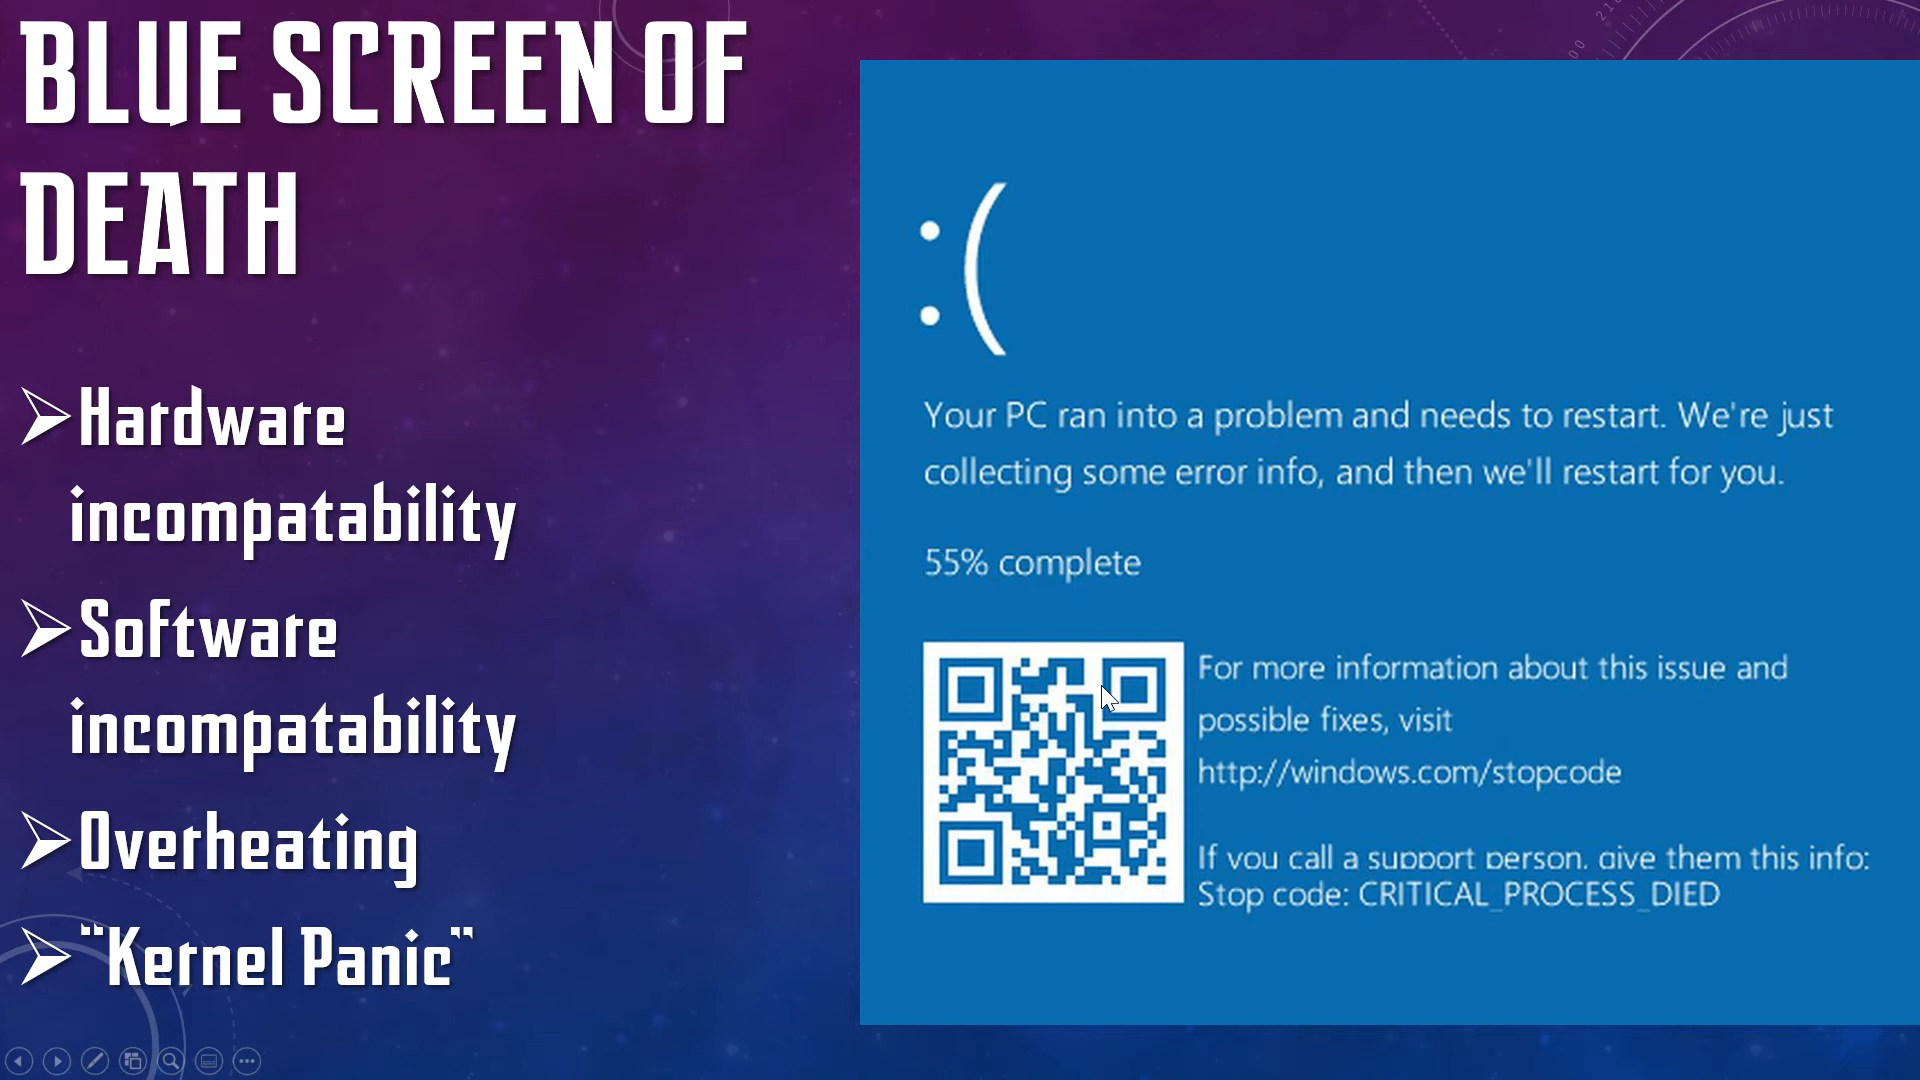 BLUE SCREEN OF
DEATH
Hardware
incompatability
Software
incompatability
Overheating
"Kernel Panic"
:(
Your PC ran into a problem and needs to restart. We're just
collecting some error info, and then we'll restart for you.
55% complete
For more information about this issue and
possible fixes, visit
http://windows.com/stopcode
If you call a support person, give them this info:
Stop code: CRITICAL_PROCESS_DIED